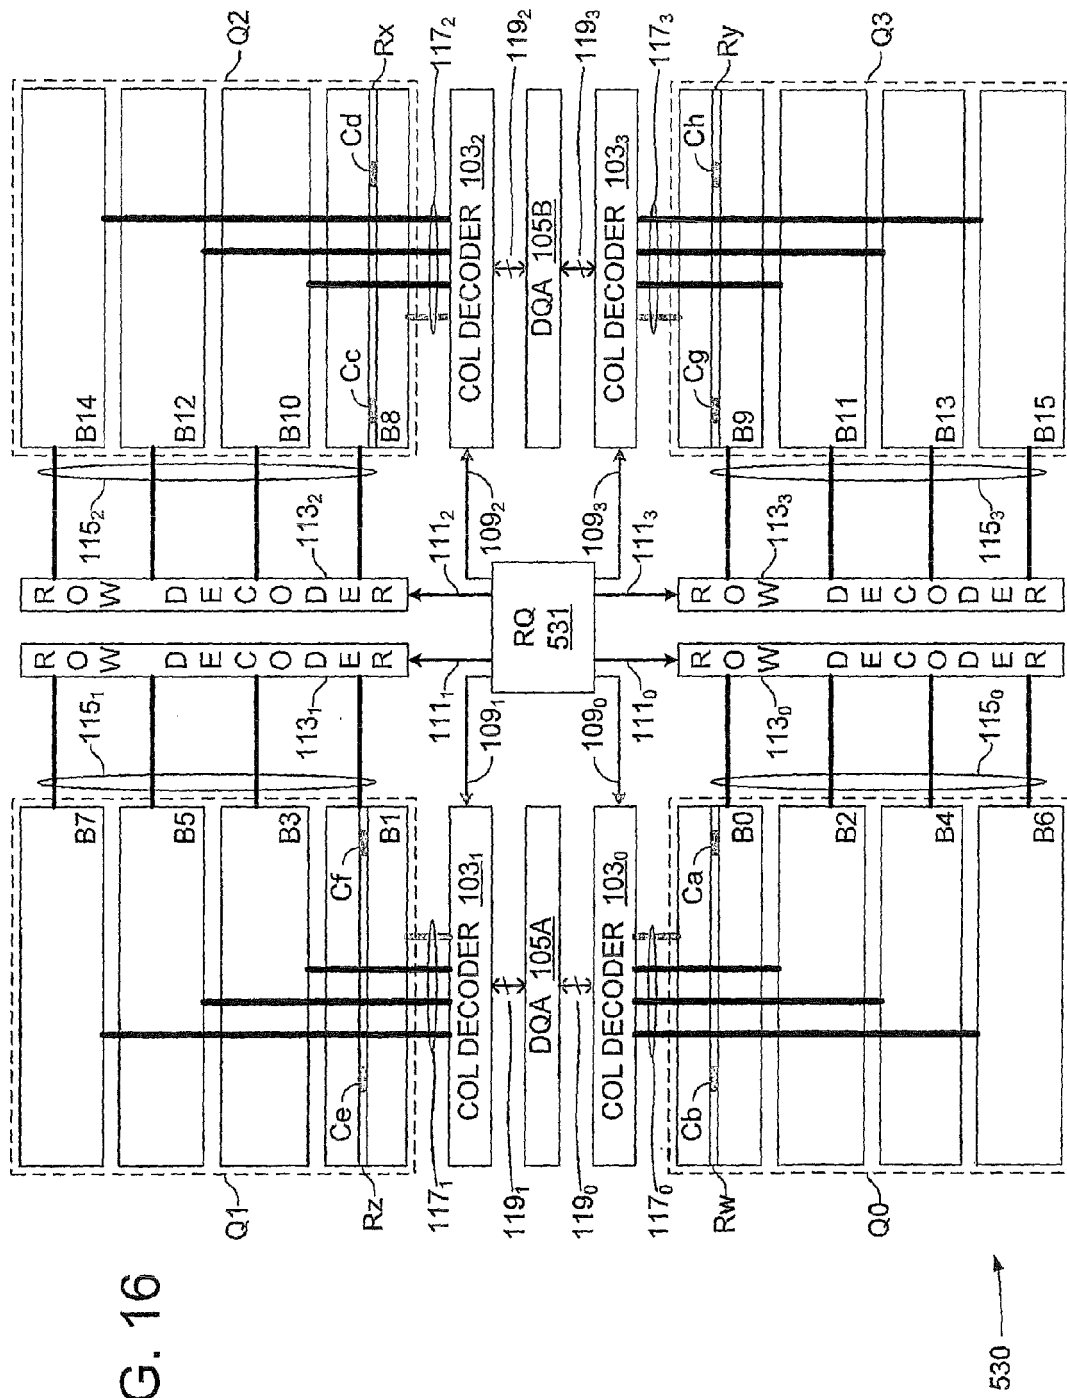 G. 16
530
Q1
Q2
Q0
Q3
B7
B5
B3
B1
B14
B12
B10
B8
B0
B2
B4
B6
B9
B11
B13
B15
Ce
Cf
Cc
Cd
Cb
Ca
Cg
Ch
Rz
Rx
Rw
Ry
115₁
115₂
115₀
115₃
113₁
113₂
113₀
113₃
ROW DECODER
ROW DECODER
ROW DECODER
ROW DECODER
111₁
111₂
111₀
111₃
109₁
109₂
109₀
109₃
RQ
531
COL DECODER 103₁
COL DECODER 103₂
DQA 105A
DQA 105B
COL DECODER 103₀
COL DECODER 103₃
117₁
117₂
117₀
117₃
119₁
119₂
119₀
119₃